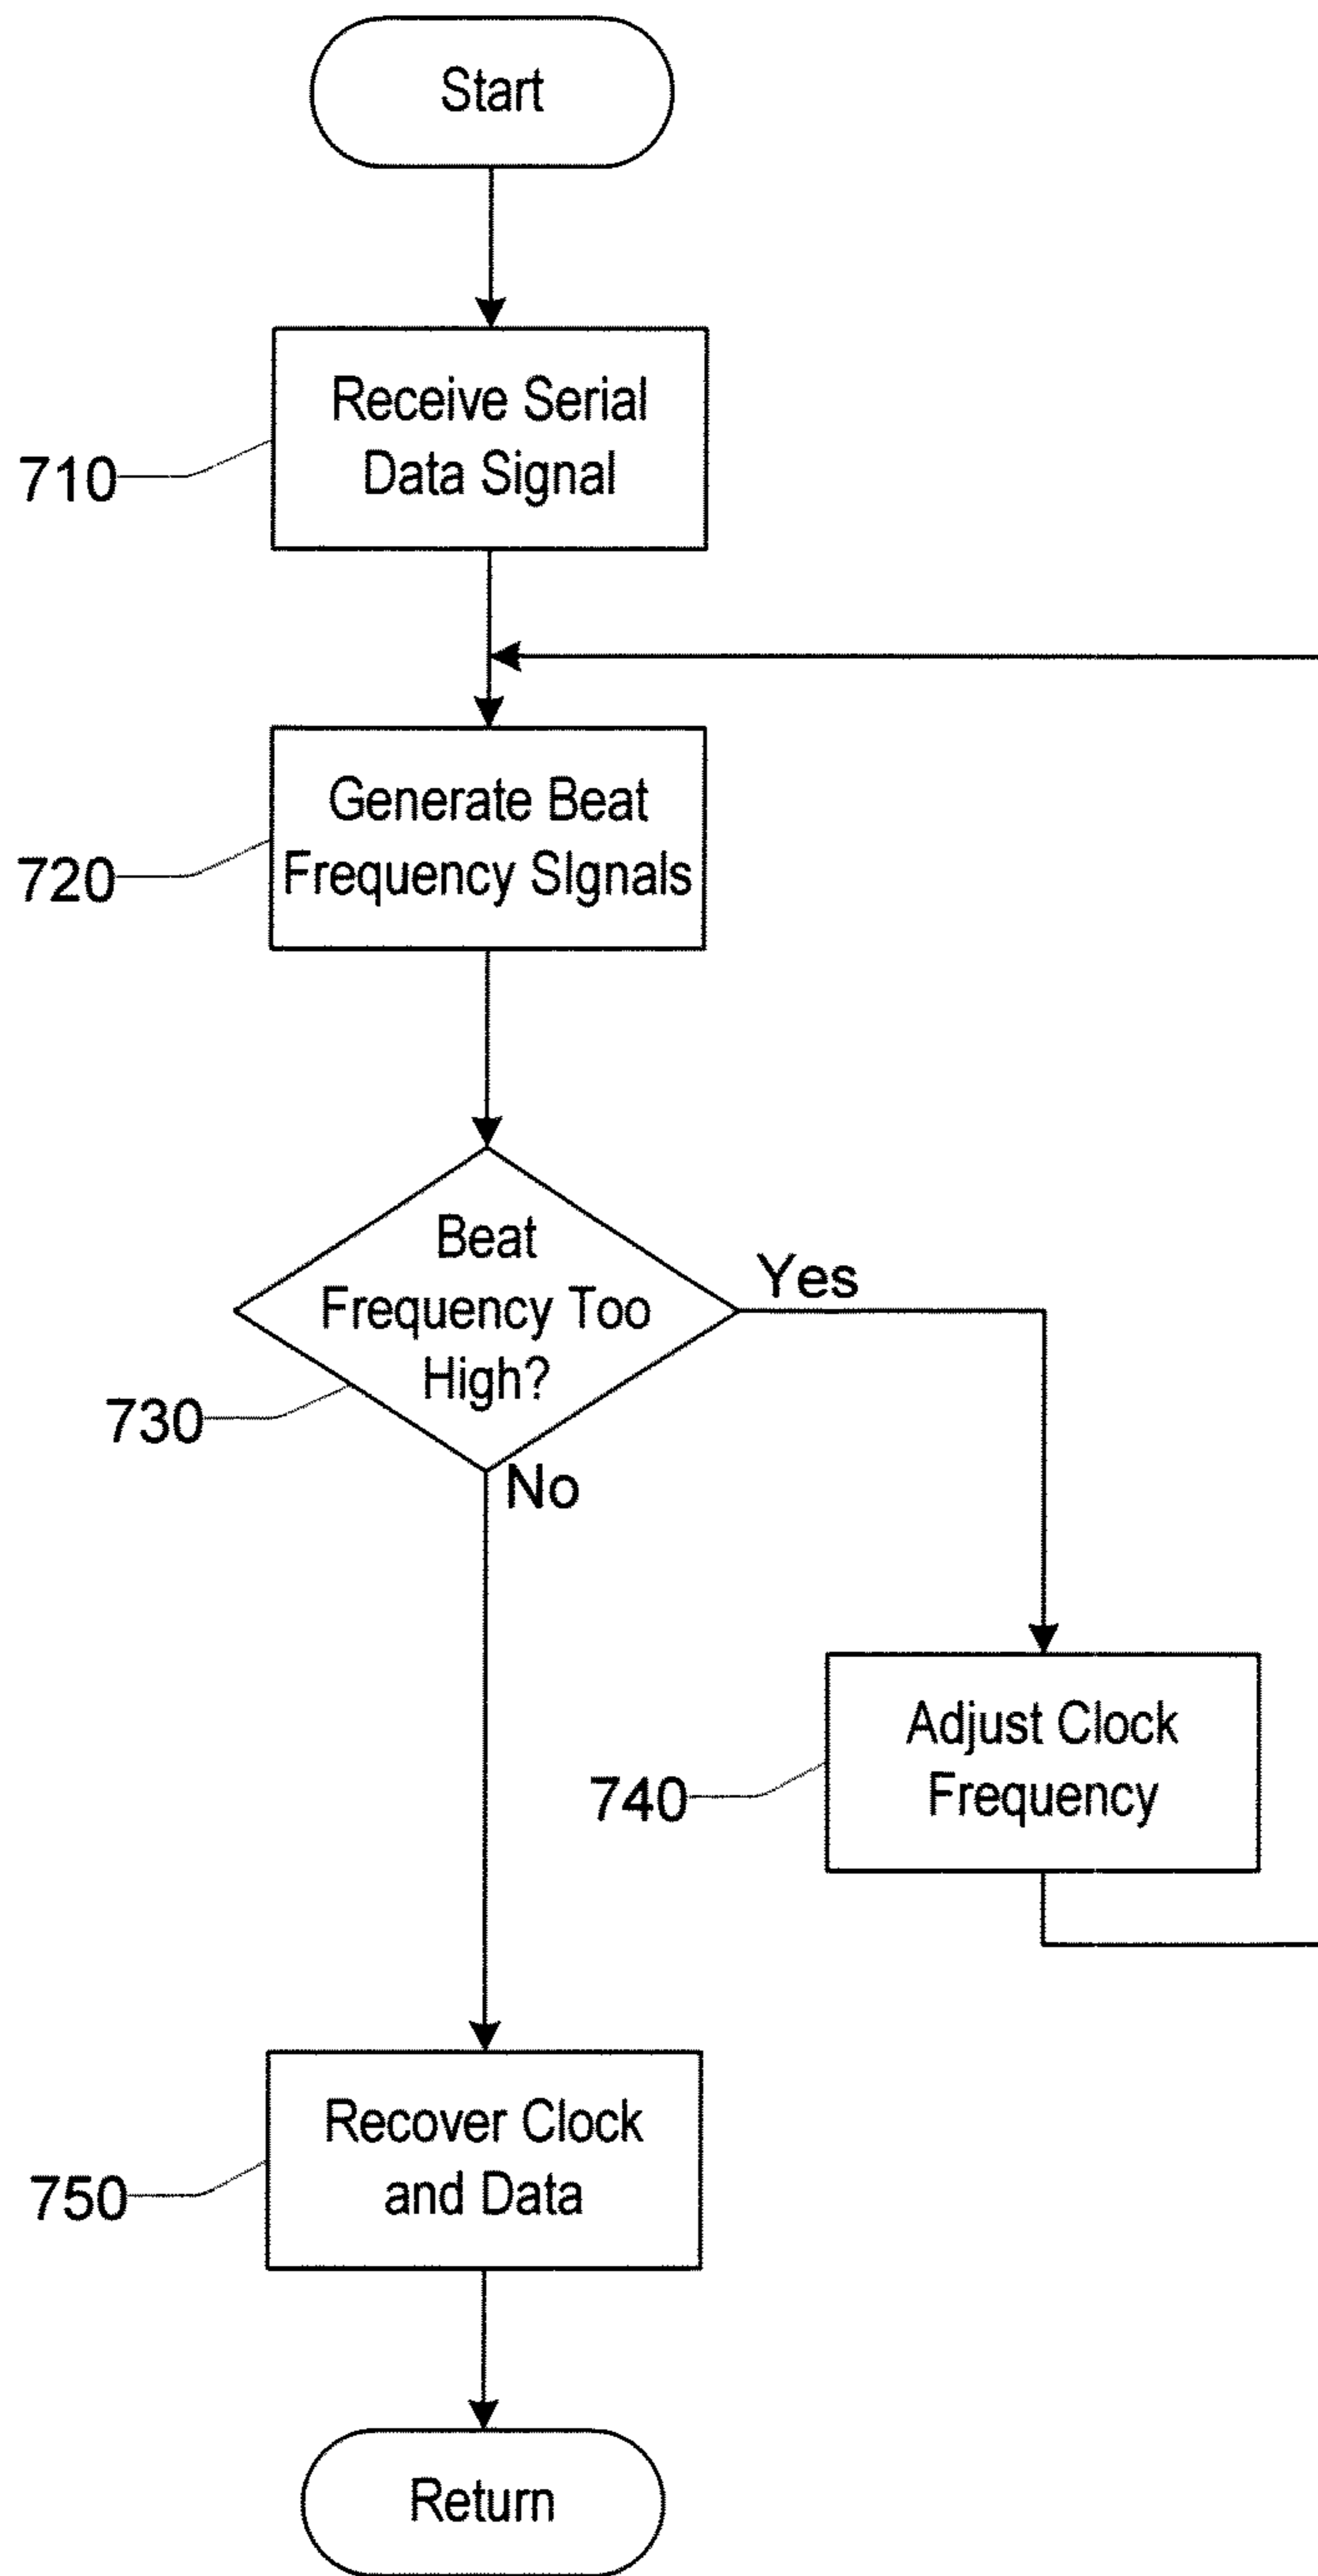 Start
Receive Serial
Data Signal
710
Generate Beat
Frequency SIgnals
720
Beat
Frequency Too
High?
Yes
730
No
Adjust Clock
Frequency
740
Recover Clock
and Data
750
Return